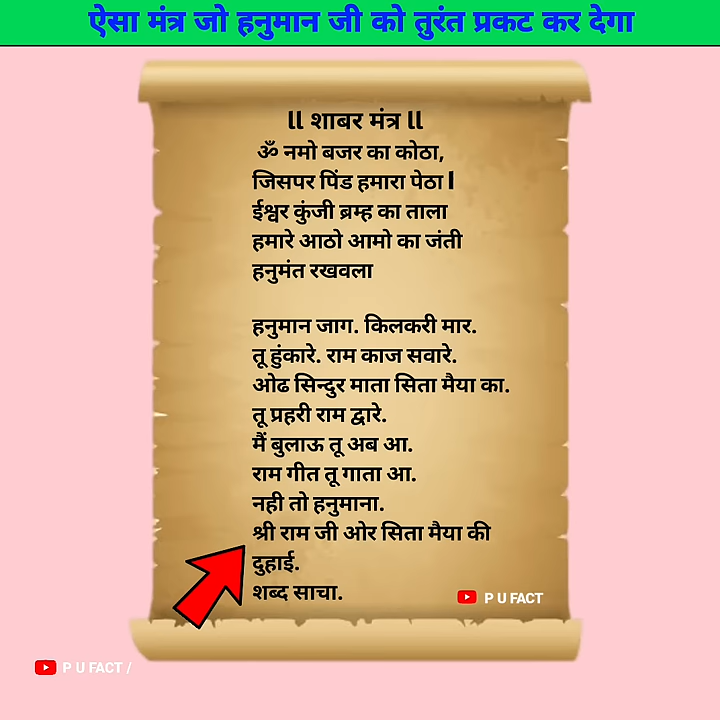 ऐसा मंत्र जो हनुमान जी को तुरंत प्रकट कर देगा
ll शाबर मंत्र ll
ॐ नमो बजर का कोठा,
जिसपर पिंड हमारा पेठा l
ईश्वर कुंजी ब्रम्ह का ताला
हमारे आठो आमो का जंती
हनुमंत रखवला
हनुमान जाग. किलकरी मार.
तू हुंकारे. राम काज सवारे.
ओढ सिन्दुर माता सिता मैया का.
तू प्रहरी राम द्वारे.
मैं बुलाऊ तू अब आ.
राम गीत तू गाता आ.
नही तो हनुमाना.
श्री राम जी ओर सिता मैया की
दुहाई.
शब्द साचा.
P U FACT
P U FACT /